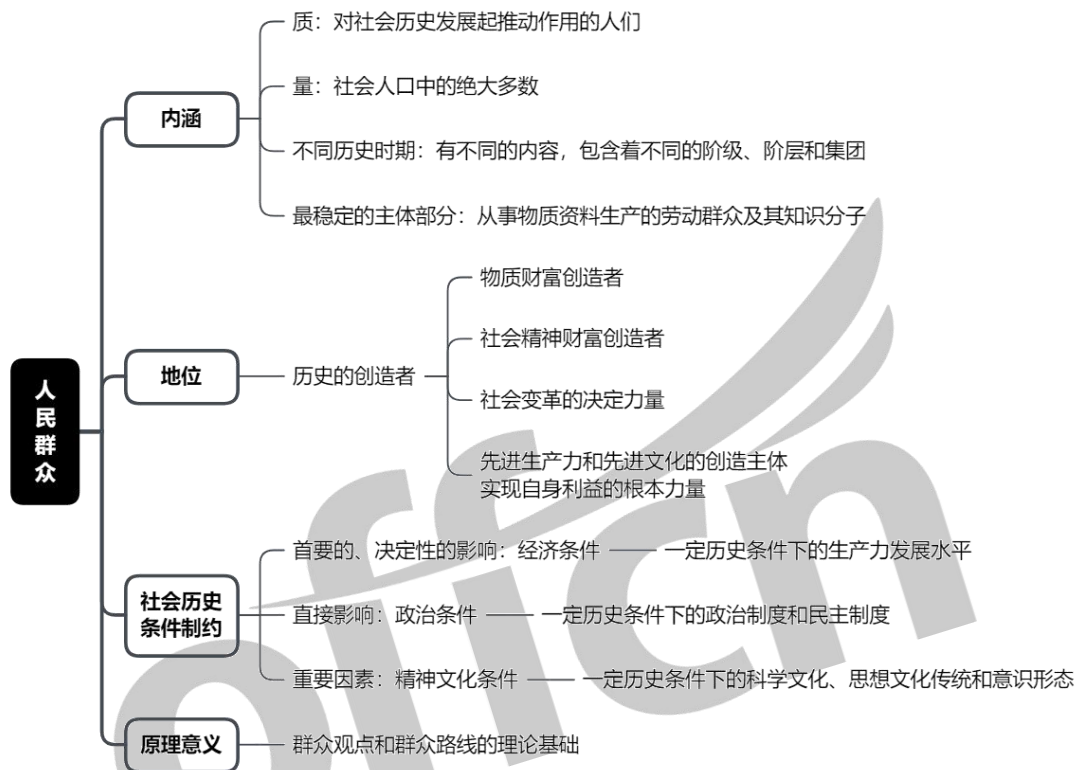 人民群众
内涵
质：对社会历史发展起推动作用的人们
量：社会人口中的绝大多数
不同历史时期：有不同的内容，包含着不同的阶级、阶层和集团
最稳定的主体部分：从事物质资料生产的劳动群众及其知识分子
地位
历史的创造者
物质财富创造者
社会精神财富创造者
社会变革的决定力量
先进生产力和先进文化的创造主体
实现自身利益的根本力量
社会历史
条件制约
首要的、决定性的影响：经济条件
一定历史条件下的生产力发展水平
直接影响：政治条件
一定历史条件下的政治制度和民主制度
重要因素：精神文化条件
一定历史条件下的科学文化、思想文化传统和意识形态
原理意义
群众观点和群众路线的理论基础
offcn